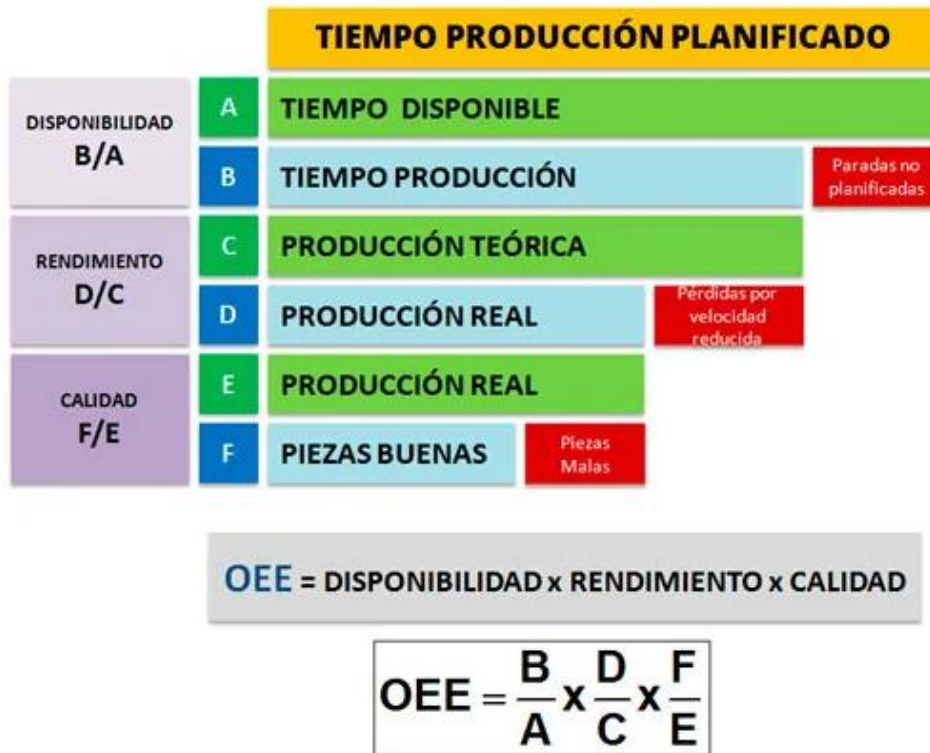 TIEMPO PRODUCCIÓN PLANIFICADO
DISPONIBILIDAD
B/A
A
TIEMPO DISPONIBLE
B
TIEMPO PRODUCCIÓN
Paradas no
planificadas
RENDIMIENTO
D/C
C
PRODUCCIÓN TEÓRICA
D
PRODUCCIÓN REAL
Pérdidas por
velocidad
reducida
CALIDAD
F/E
E
PRODUCCIÓN REAL
F
PIEZAS BUENAS
Piezas
Malas
OEE = DISPONIBILIDAD x RENDIMIENTO x CALIDAD
OEE = B/A x D/C x F/E